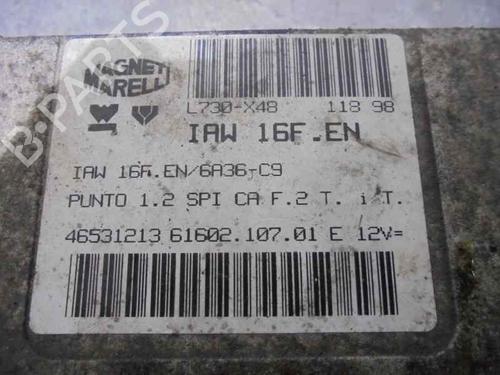 MAGNETI
MARELLI
L730-X48 118 98
IAW 16F.EN
IAW 16F.EN/6A36-C9
PUNTO 1.2 SPI CA F.2 T. i T.
46531213 61602.107.01 E 12V=
B-PARTS